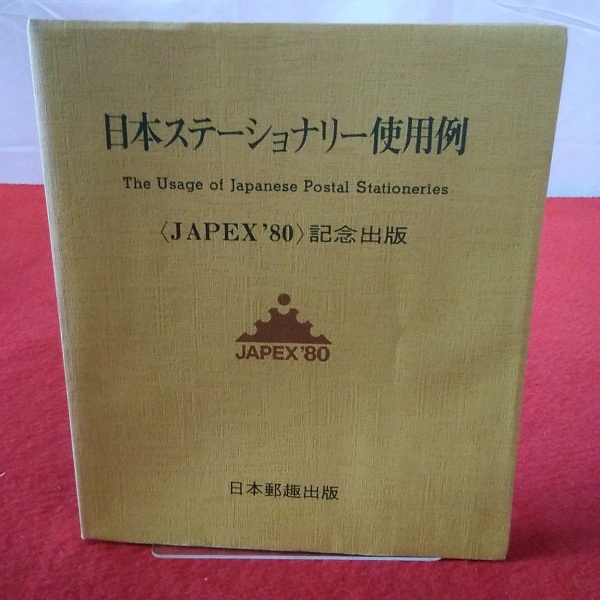 日本ステーショナリー使用例
The Usage of Japanese Postal Stationeries
〈JAPEX'80〉記念出版
JAPEX'80
日本郵趣出版